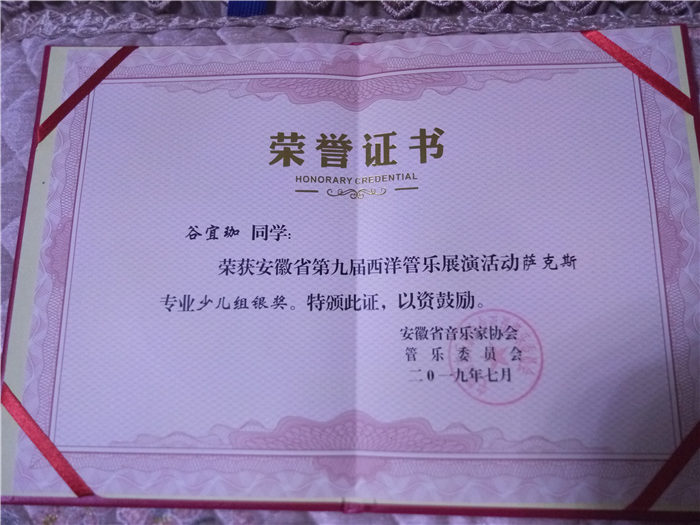 荣誉证书
HONORARY CREDENTIAL
谷宜珈 同学:
荣获安徽省第九届西洋管乐展演活动萨克斯
专业少儿组银奖。特颁此证，以资鼓励。
安徽省音乐家协会
管乐委员会
二0一九年七月